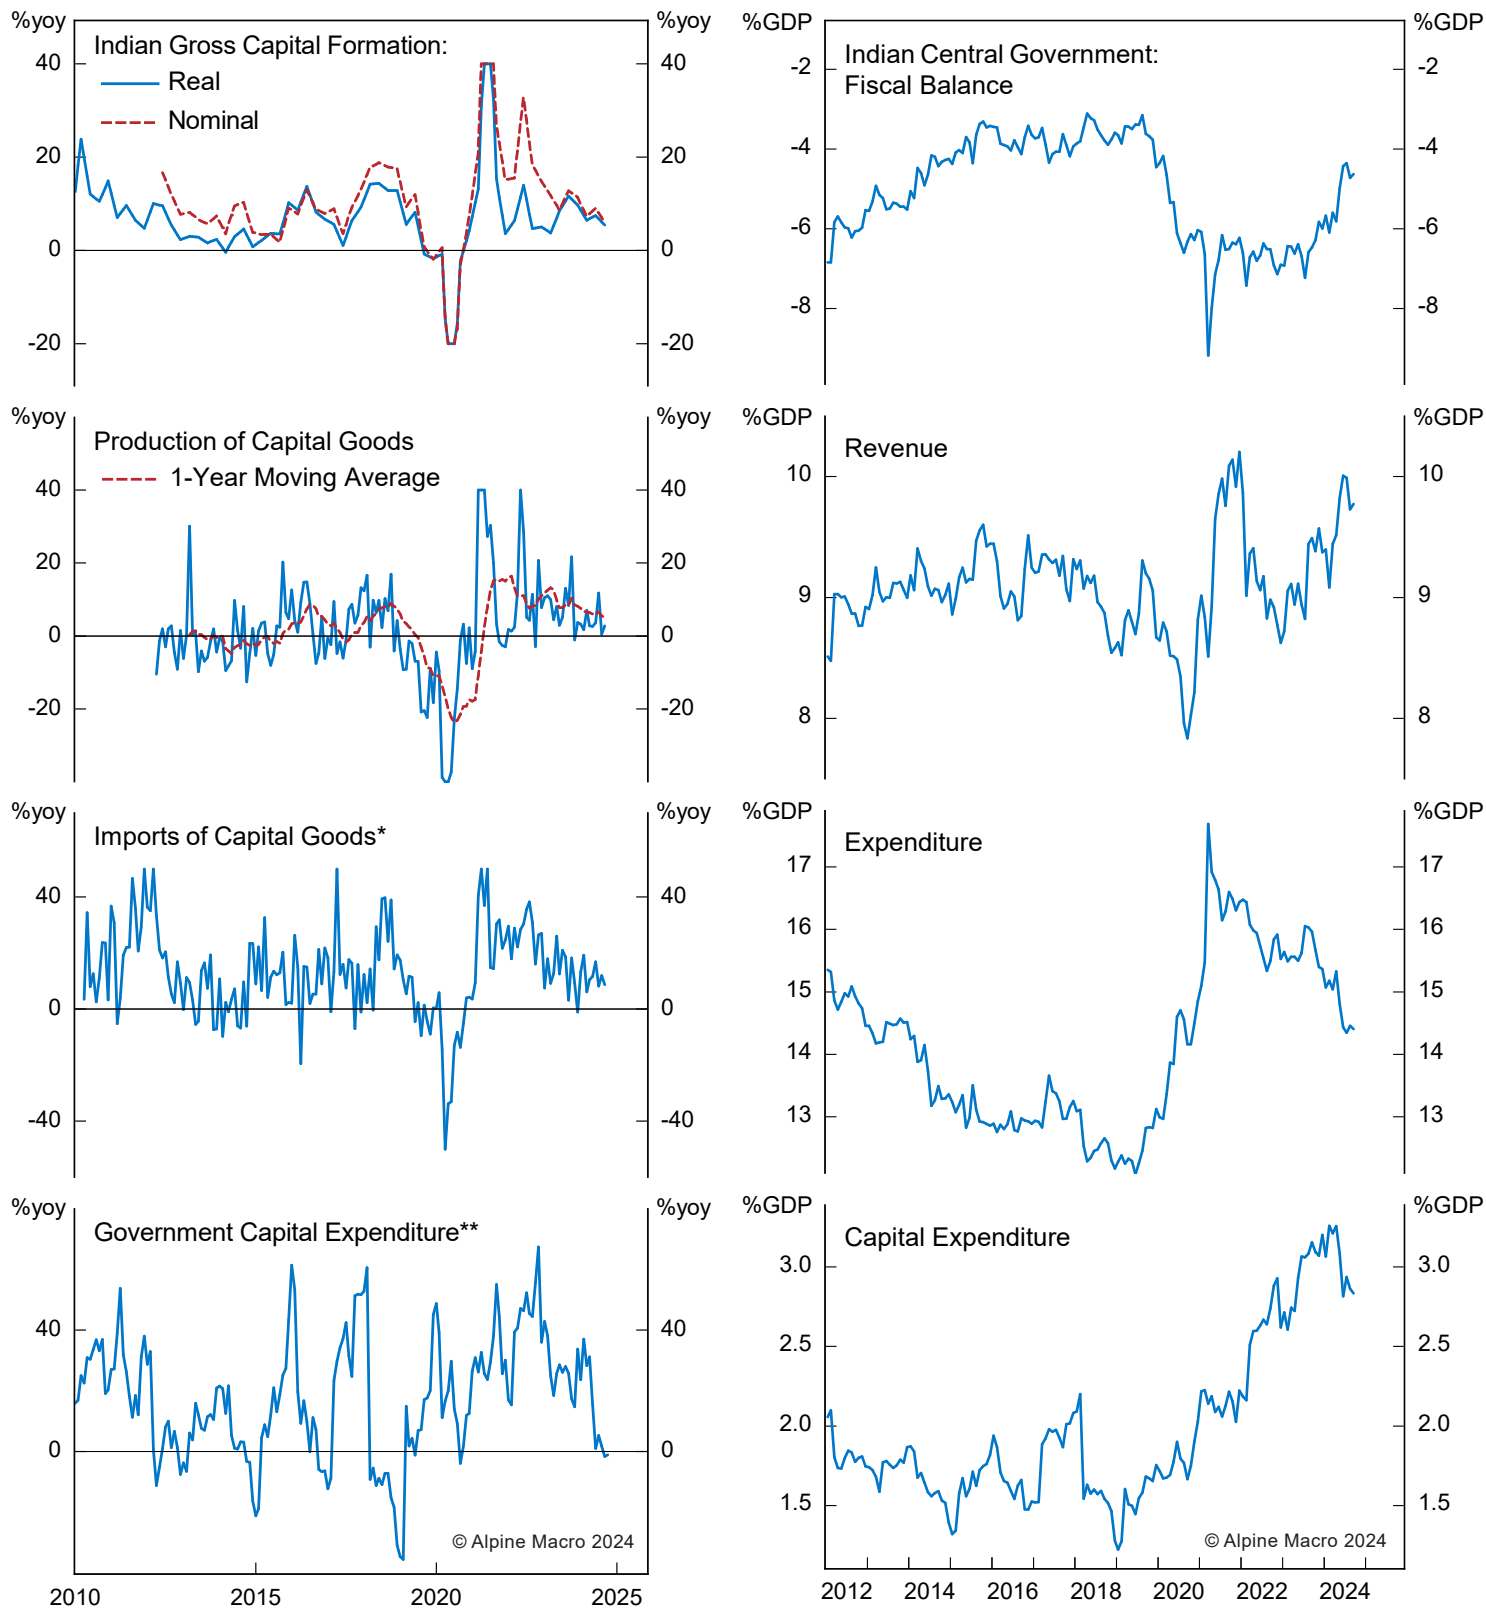 %yoy %yoy
Indian Gross Capital Formation:
Real
Nominal
40 40
20 20
0 0
-20 -20
%yoy %yoy
Production of Capital Goods
1-Year Moving Average
40 40
20 20
0 0
-20 -20
%yoy %yoy
Imports of Capital Goods*
40 40
0 0
-40 -40
%yoy %yoy
Government Capital Expenditure**
40 40
0 0
© Alpine Macro 2024
2010 2015 2020 2025
%GDP %GDP
Indian Central Government:
Fiscal Balance
-2 -2
-4 -4
-6 -6
-8 -8
%GDP %GDP
Revenue
10 10
9 9
8 8
%GDP %GDP
Expenditure
17 17
16 16
15 15
14 14
13 13
%GDP %GDP
Capital Expenditure
3.0 3.0
2.5 2.5
2.0 2.0
1.5 1.5
© Alpine Macro 2024
2012 2014 2016 2018 2020 2022 2024